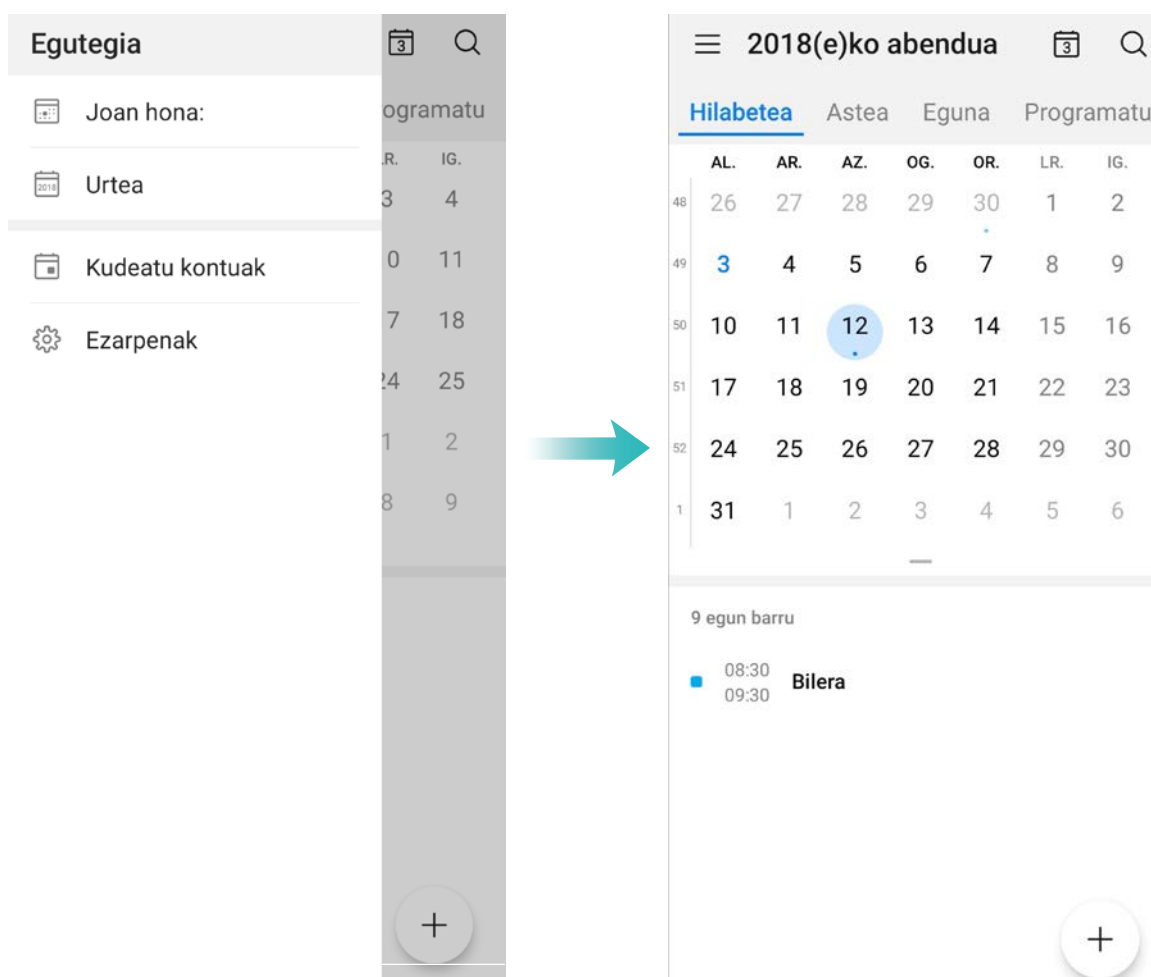 Egutegia
3
Joan hona:
ogramatu
Urtea
2018
.R. IG.
3 4
Kudeatu kontuak
0 11
Ezarpenak
7 18
24 25
1 2
8 9
2018(e)ko abendua 3
Hilabetea Astea Eguna Programatu
AL. AR. AZ. OG. OR. LR. IG.
48 26 27 28 29 30 1 2
49 3 4 5 6 7 8 9
50 10 11 12 13 14 15 16
51 17 18 19 20 21 22 23
52 24 25 26 27 28 29 30
1 31 1 2 3 4 5 6
9 egun barru
08:30
09:30 Bilera